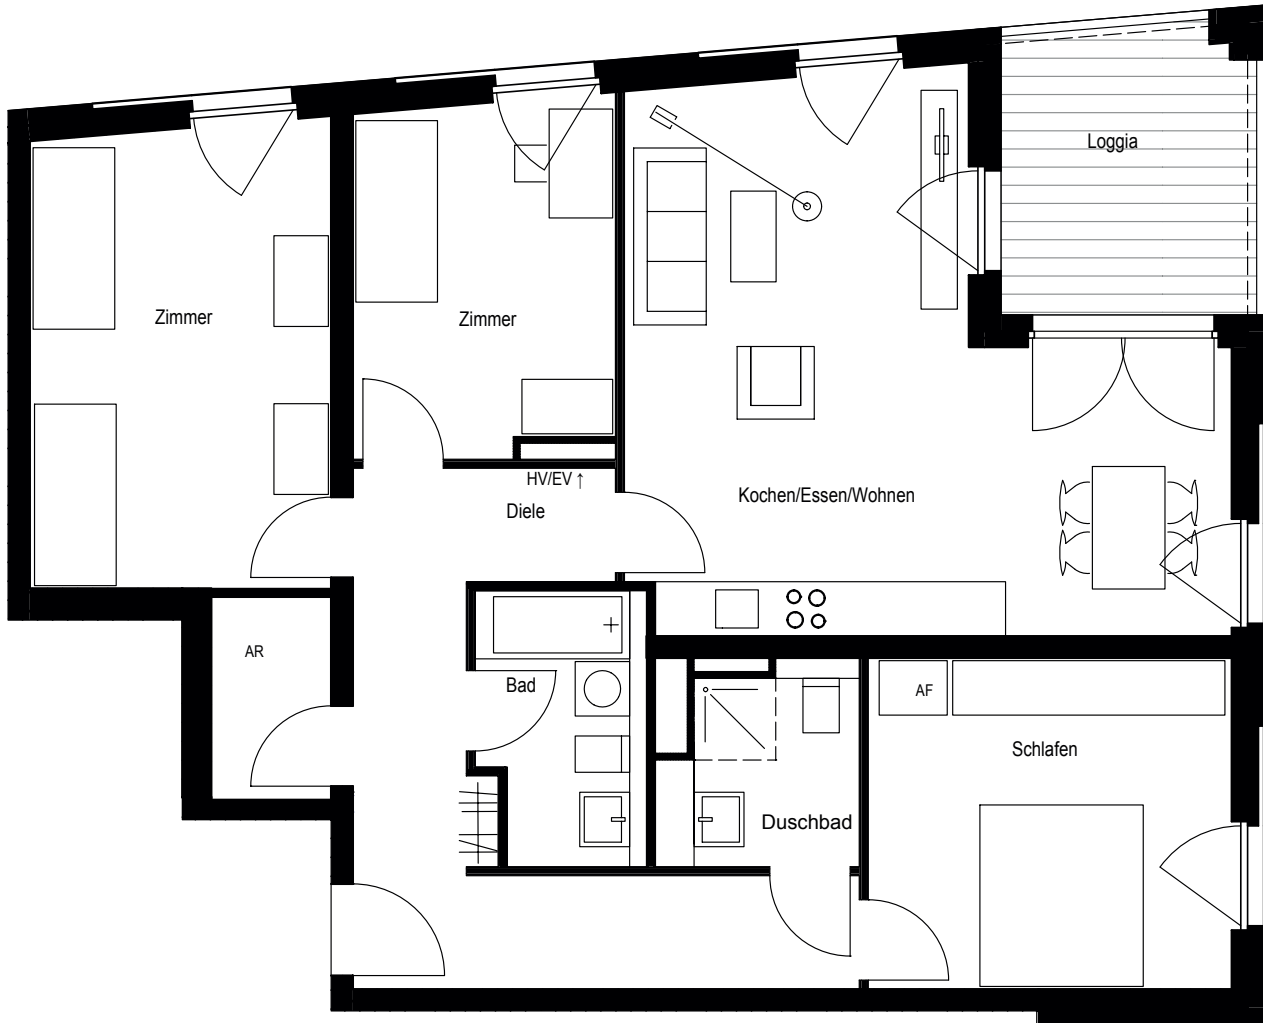 Loggia
Zimmer
Zimmer
HV/EV ↑
Diele
Kochen/Essen/Wohnen
AR
Bad
AF
Schlafen
Duschbad